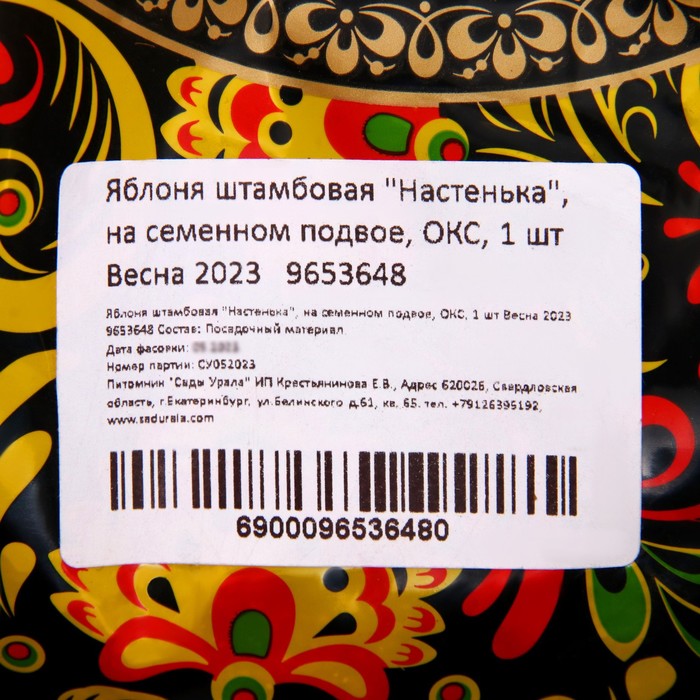 Яблоня штамбовая "Настенька",
на семенном подвое, ОКС, 1 шт
Весна 2023 9653648
Яблоня штамбовая "Настенька", на семенном подвое, ОКС, 1 шт Весна 2023
9653648 Состав: Посадочный материал
Дата фасовки:
Номер партии: СУ052023
Питомник "Сады Урала" ИП Крестьянинова Е.В., Адрес 620026, Свердловская
область, г.Екатеринбург, ул.Белинского д.61, кв. 65. тел. +79126395192,
www.sadurala.com
6900096536480